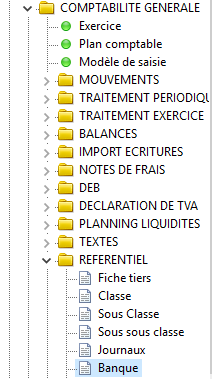 COMPTABILITE GENERALE
Exercice
Plan comptable
Modèle de saisie
MOUVEMENTS
TRAITEMENT PERIODIQU
TRAITEMENT EXERCICE
BALANCES
IMPORT ECRITURES
NOTES DE FRAIS
DEB
DECLARATION DE TVA
PLANNING LIQUIDITES
TEXTES
REFERENTIEL
Fiche tiers
Classe
Sous Classe
Sous sous classe
Journaux
Banque